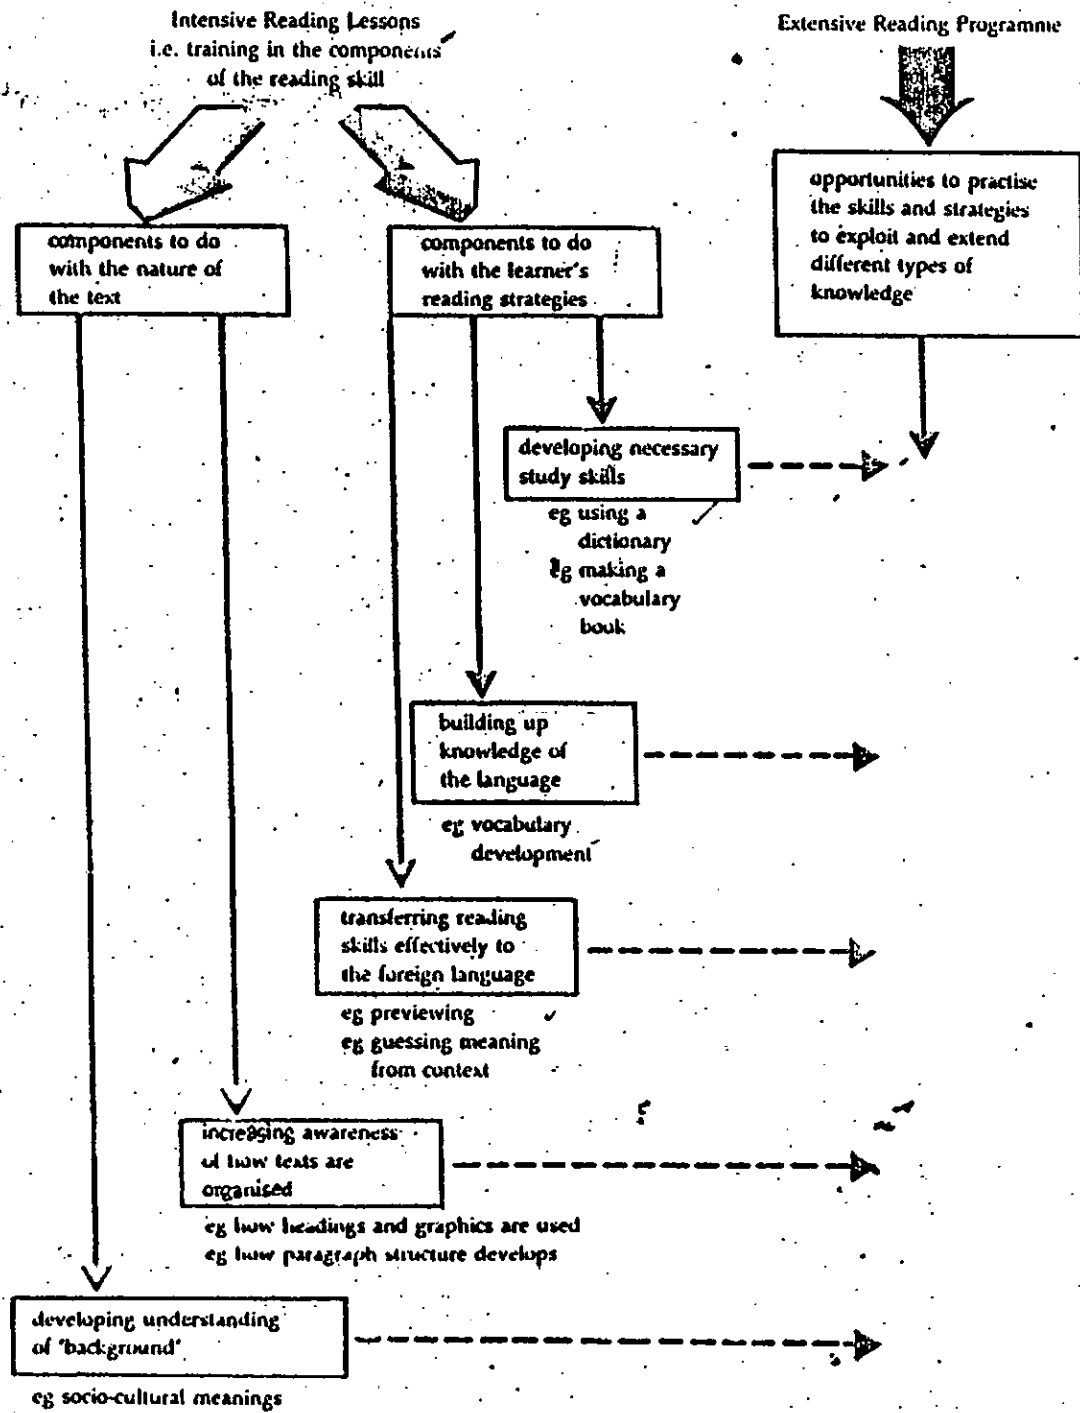 Intensive Reading Lessons
i.e. training in the components
of the reading skill
Extensive Reading Programme
opportunities to practise
the skills and strategies
to exploit and extend
different types of
knowledge
components to do
with the nature of
the text
components to do
with the learner's
reading strategies
developing necessary
study skills
eg using a
dictionary
eg making a
vocabulary
book
building up
knowledge of
the language
eg vocabulary
development
transferring reading
skills effectively to
the foreign language
eg previewing
eg guessing meaning
from context
increasing awareness
of how texts are
organised
eg how headings and graphics are used
eg how paragraph structure develops
developing understanding
of 'background'
eg socio-cultural meanings